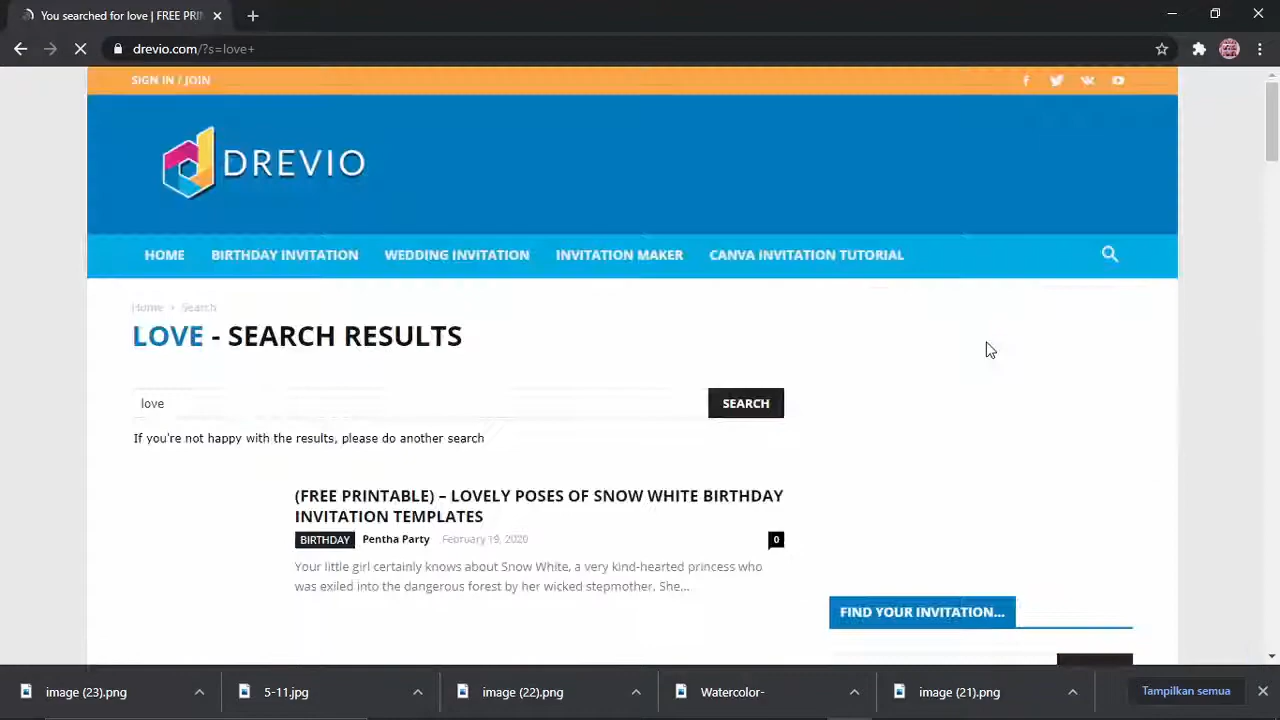 You searched for love | FREE PRI
drevio.com/?s=love+
SIGN IN / JOIN
DREVIO
HOME BIRTHDAY INVITATION WEDDING INVITATION INVITATION MAKER CANVA INVITATION TUTORIAL
Home Search
LOVE - SEARCH RESULTS
love SEARCH
If you're not happy with the results, please do another search
(FREE PRINTABLE) – LOVELY POSES OF SNOW WHITE BIRTHDAY
INVITATION TEMPLATES
BIRTHDAY Pentha Party February 19, 2020 0
Your little girl certainly knows about Snow White, a very kind-hearted princess who
was exiled into the dangerous forest by her wicked stepmother. She...
FIND YOUR INVITATION...
image (23).png 5-11.jpg image (22).png Watercolor- image (21).png Tampilkan semua